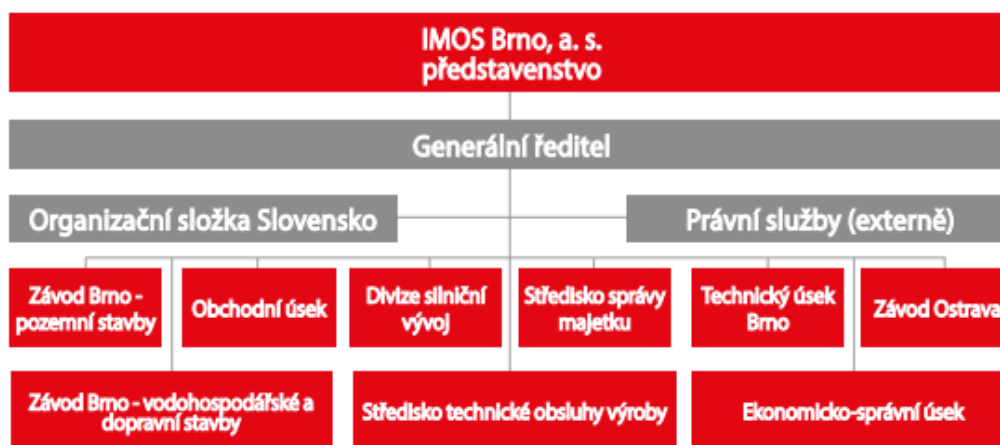 IMOS Brno, a. s.
představenstvo
Generální ředitel
Organizační složka Slovensko
Právní služby (externě)
Závod Brno -
pozemní stavby
Obchodní úsek
Divize silniční
vývoj
Středisko správy
majetku
Technický úsek
Brno
Závod Ostrava
Závod Brno - vodohospodářské a
dopravní stavby
Středisko technické obsluhy výroby
Ekonomicko-správní úsek